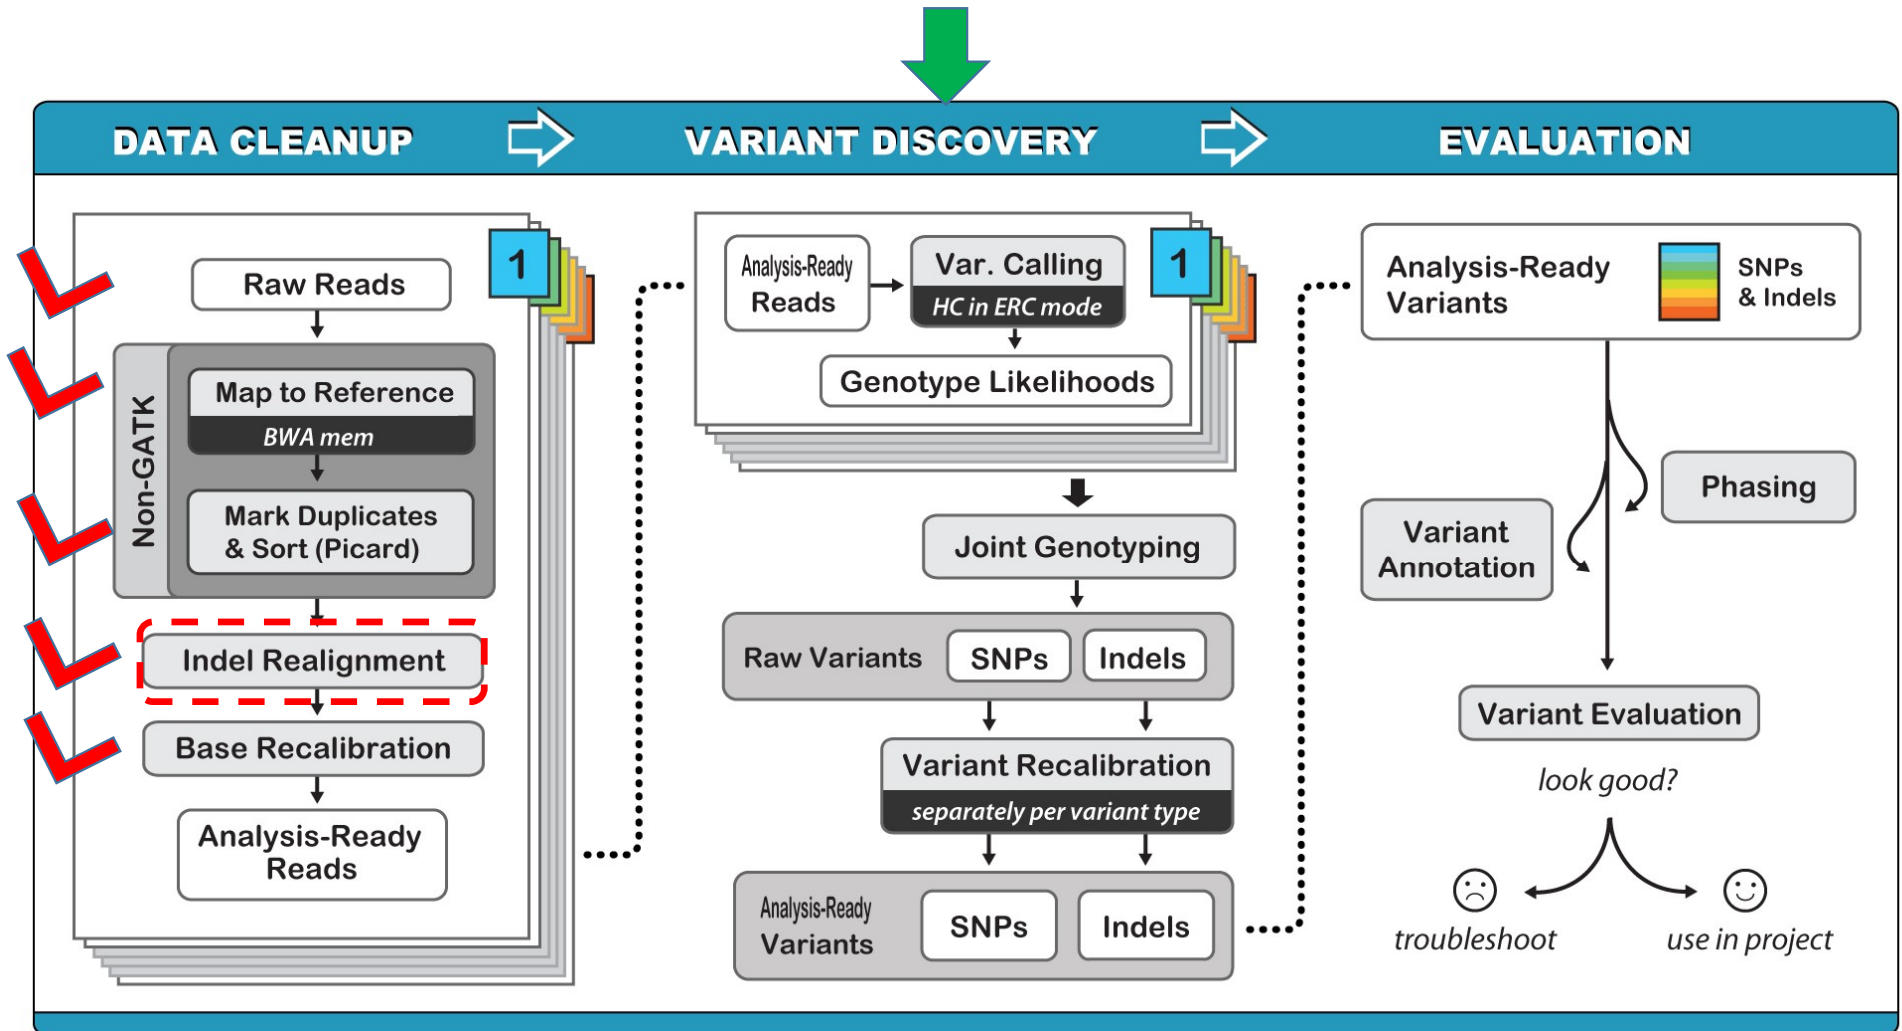 DATA CLEANUP
VARIANT DISCOVERY
EVALUATION
1
Raw Reads
Non-GATK
Map to Reference
BWA mem
Mark Duplicates
& Sort (Picard)
Indel Realignment
Base Recalibration
Analysis-Ready
Reads
Analysis-Ready
Reads
Var. Calling
HC in ERC mode
1
Genotype Likelihoods
Joint Genotyping
Raw Variants
SNPs
Indels
Variant Recalibration
separately per variant type
Analysis-Ready
Variants
SNPs
Indels
Analysis-Ready
Variants
SNPs
& Indels
Phasing
Variant
Annotation
Variant Evaluation
look good?
troubleshoot
use in project